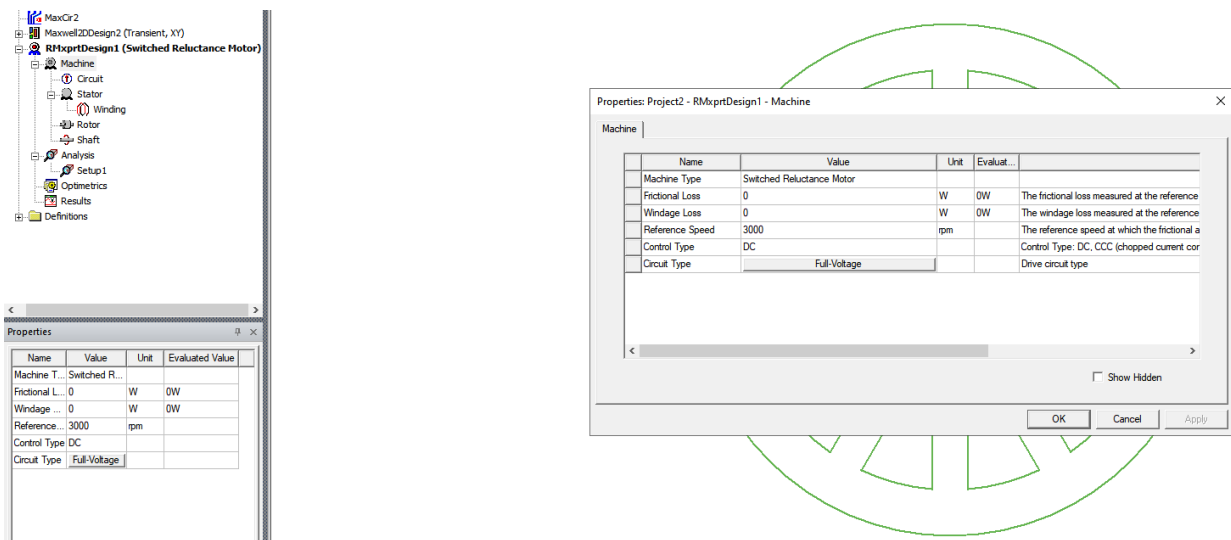 MaxCir2
Maxwell2DDesign2 (Transient, XY)
RMxprtDesign1 (Switched Reluctance Motor)
Machine
Circuit
Stator
Winding
Rotor
Shaft
Analysis
Setup1
Optimetrics
Results
Definitions
Properties
Name Value Unit Evaluated Value
Machine T... Switched R...
Frictional L... 0 W 0W
Windage ... 0 W 0W
Reference... 3000 rpm
Control Type DC
Circuit Type Full-Voltage
Properties: Project2 - RMxprtDesign1 - Machine
Machine
Name Value Unit Evaluat...
Machine Type Switched Reluctance Motor
Frictional Loss 0 W 0W The frictional loss measured at the reference
Windage Loss 0 W 0W The windage loss measured at the reference
Reference Speed 3000 rpm The reference speed at which the frictional a
Control Type DC Control Type: DC, CCC (chopped current cor
Circuit Type Full-Voltage Drive circuit type
Show Hidden
OK Cancel Apply